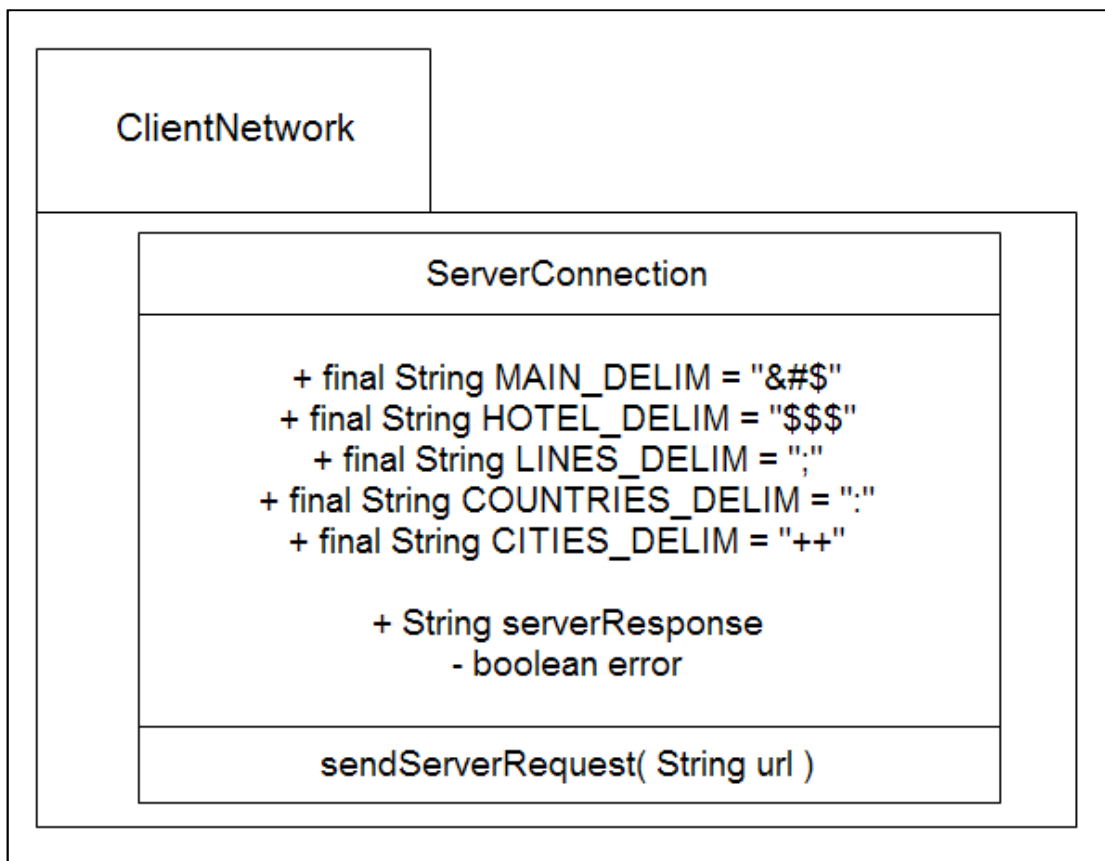 ClientNetwork
ServerConnection
+ final String MAIN_DELIM = "&#$"
+ final String HOTEL_DELIM = "$$$"
+ final String LINES_DELIM = ";"
+ final String COUNTRIES_DELIM = ":"
+ final String CITIES_DELIM = "++"
+ String serverResponse
- boolean error
sendServerRequest( String url )